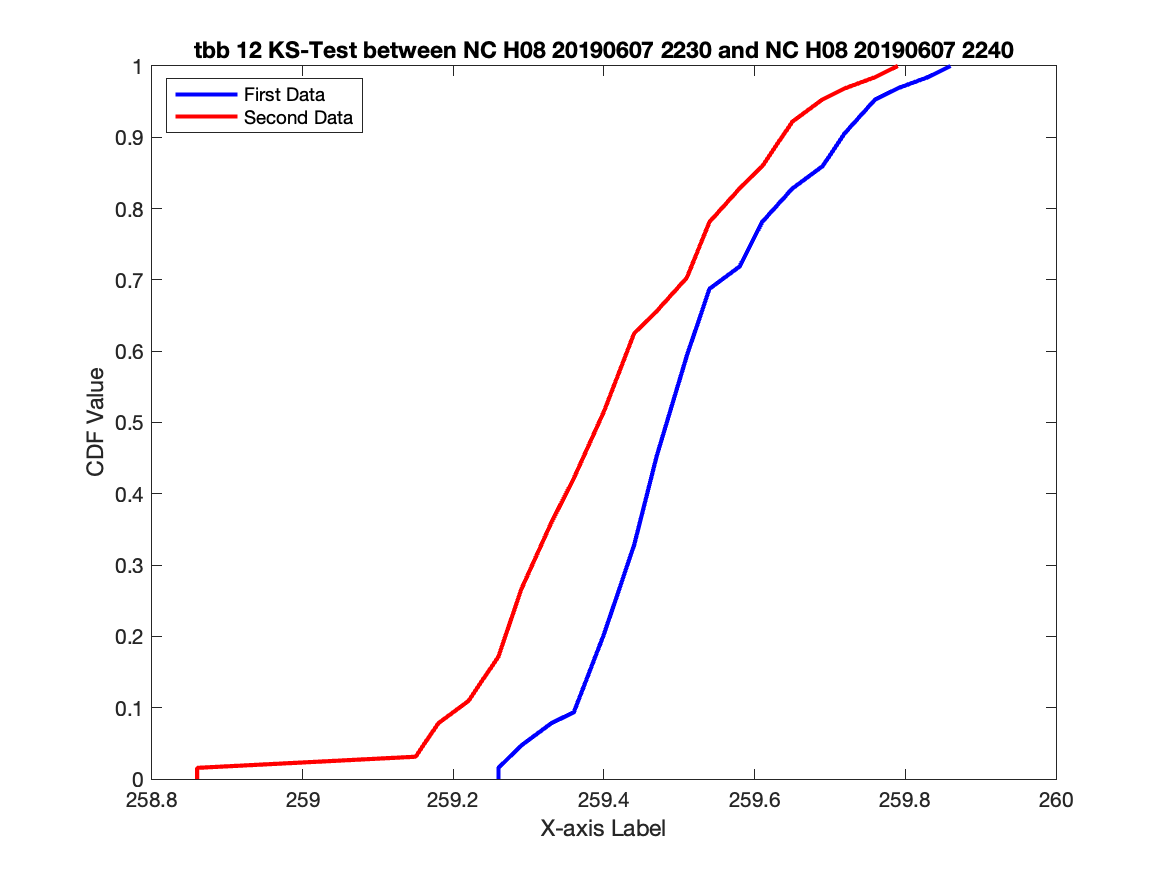 tbb 12 KS-Test between NC H08 20190607 2230 and NC H08 20190607 2240
First Data
Second Data
1
0.9
0.8
0.7
0.6
0.5
0.4
0.3
0.2
0.1
0
CDF Value
258.8 259 259.2 259.4 259.6 259.8 260
X-axis Label